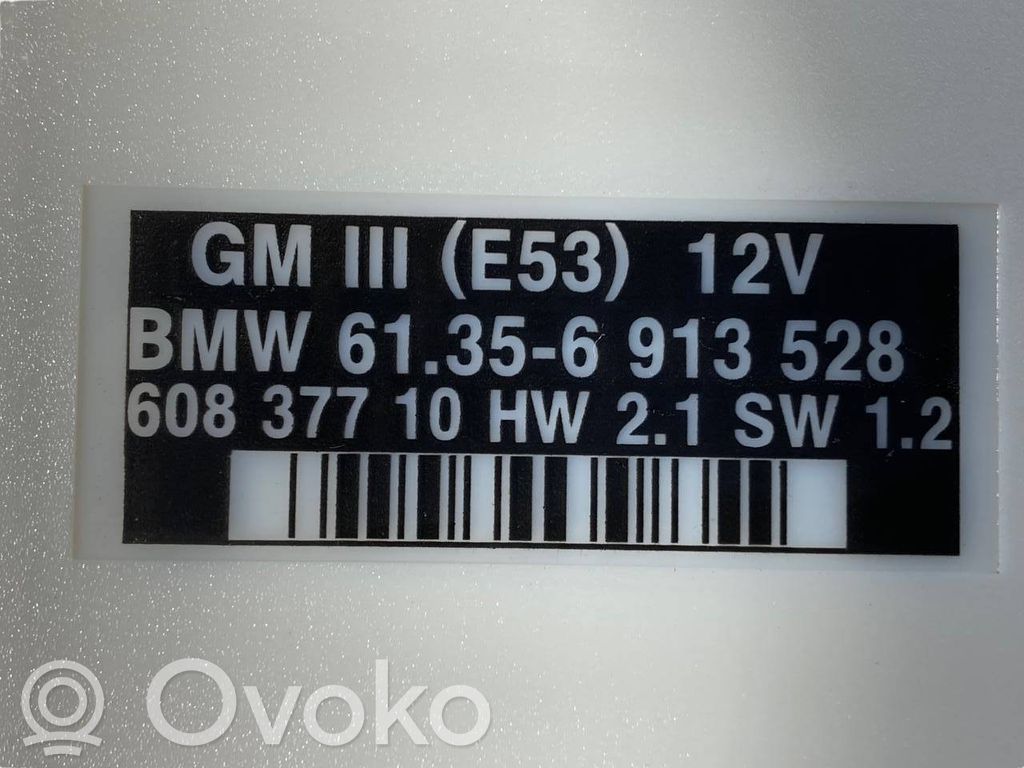 GM III (E53) 12V
BMW 61.35-6 913 528
608 377 10 HW 2.1 SW 1.2
Ovoko